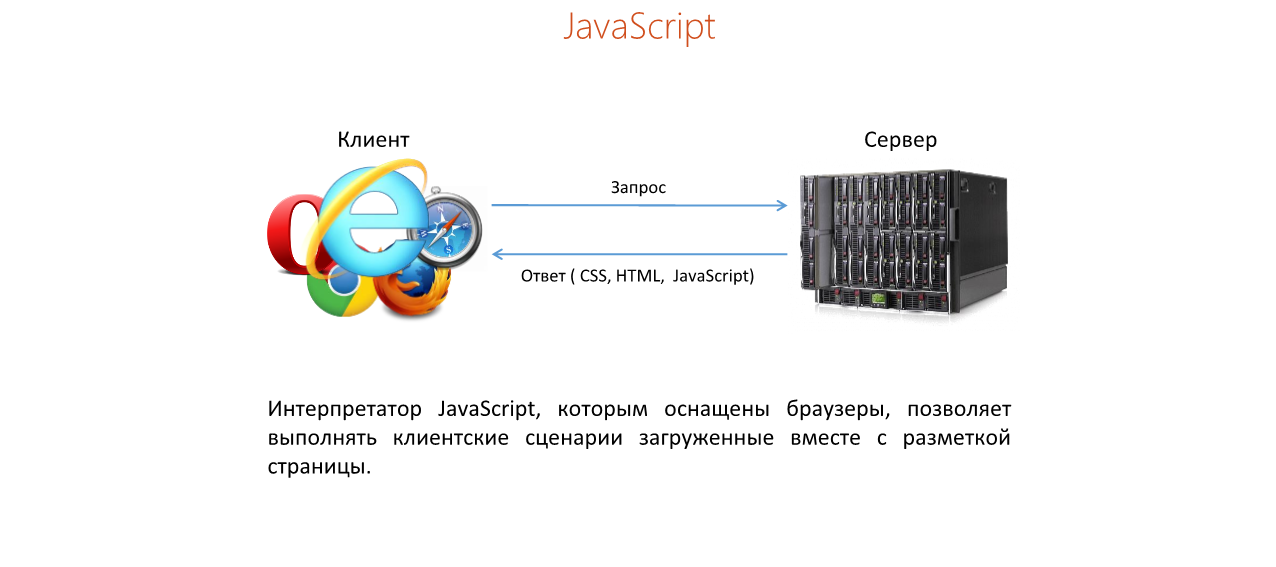 JavaScript
Клиент
Сервер
Запрос
Ответ ( CSS, HTML, JavaScript)
Интерпретатор JavaScript, которым оснащены браузеры, позволяет
выполнять клиентские сценарии загруженные вместе с разметкой
страницы.